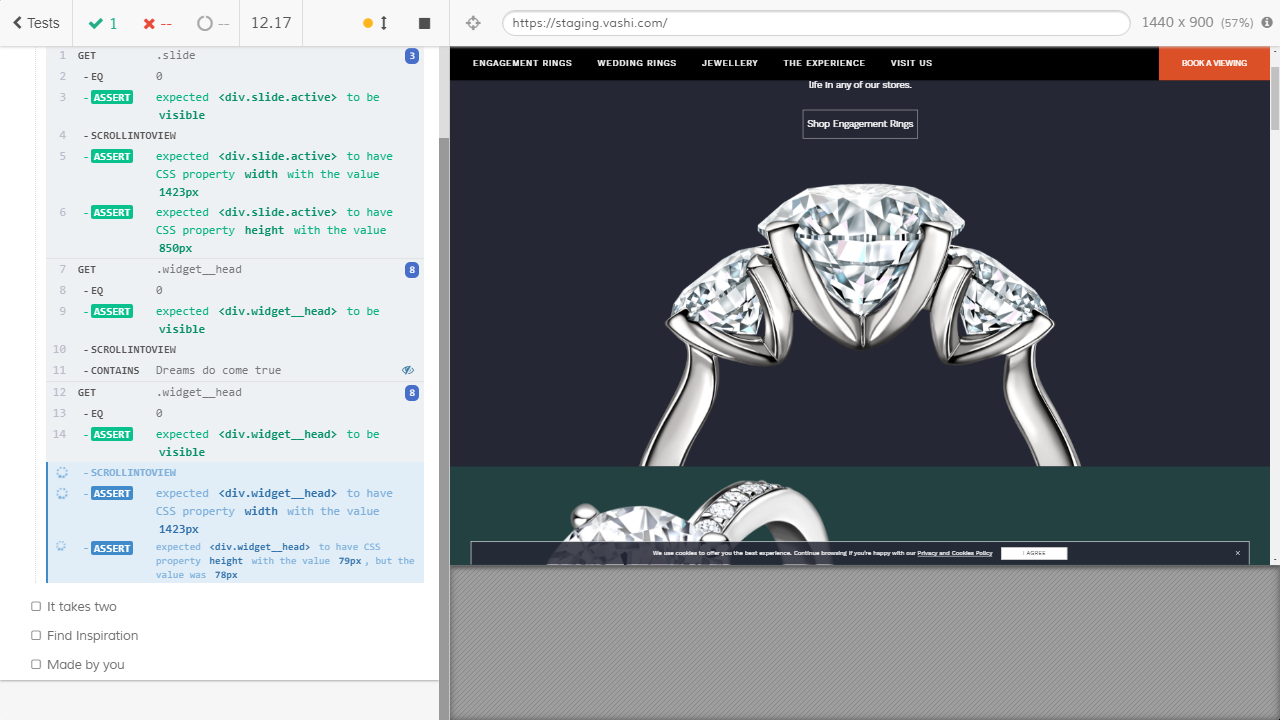 Tests
1
--
--
12.17
https://staging.vashi.com/
1440 x 900 (57%)
1 GET .slide 3
2 - EQ 0
3 - ASSERT expected <div.slide.active> to be
visible
4 - SCROLLINTOVIEW
5 - ASSERT expected <div.slide.active> to have
CSS property width with the value
1423px
6 - ASSERT expected <div.slide.active> to have
CSS property height with the value
850px
7 GET .widget__head 8
8 - EQ 0
9 - ASSERT expected <div.widget__head> to be
visible
10 - SCROLLINTOVIEW
11 - CONTAINS Dreams do come true
12 GET .widget__head 8
13 - EQ 0
14 - ASSERT expected <div.widget__head> to be
visible
- SCROLLINTOVIEW
- ASSERT expected <div.widget__head> to have
CSS property width with the value
1423px
- ASSERT expected <div.widget__head> to have CSS
property height with the value 79px , but the
value was 78px
It takes two
Find Inspiration
Made by you
ENGAGEMENT RINGS WEDDING RINGS JEWELLERY THE EXPERIENCE VISIT US BOOK A VIEWING
life in any of our stores.
Shop Engagement Rings
We use cookies to offer you the best experience. Continue browsing if you're happy with our Privacy and Cookies Policy I AGREE ×